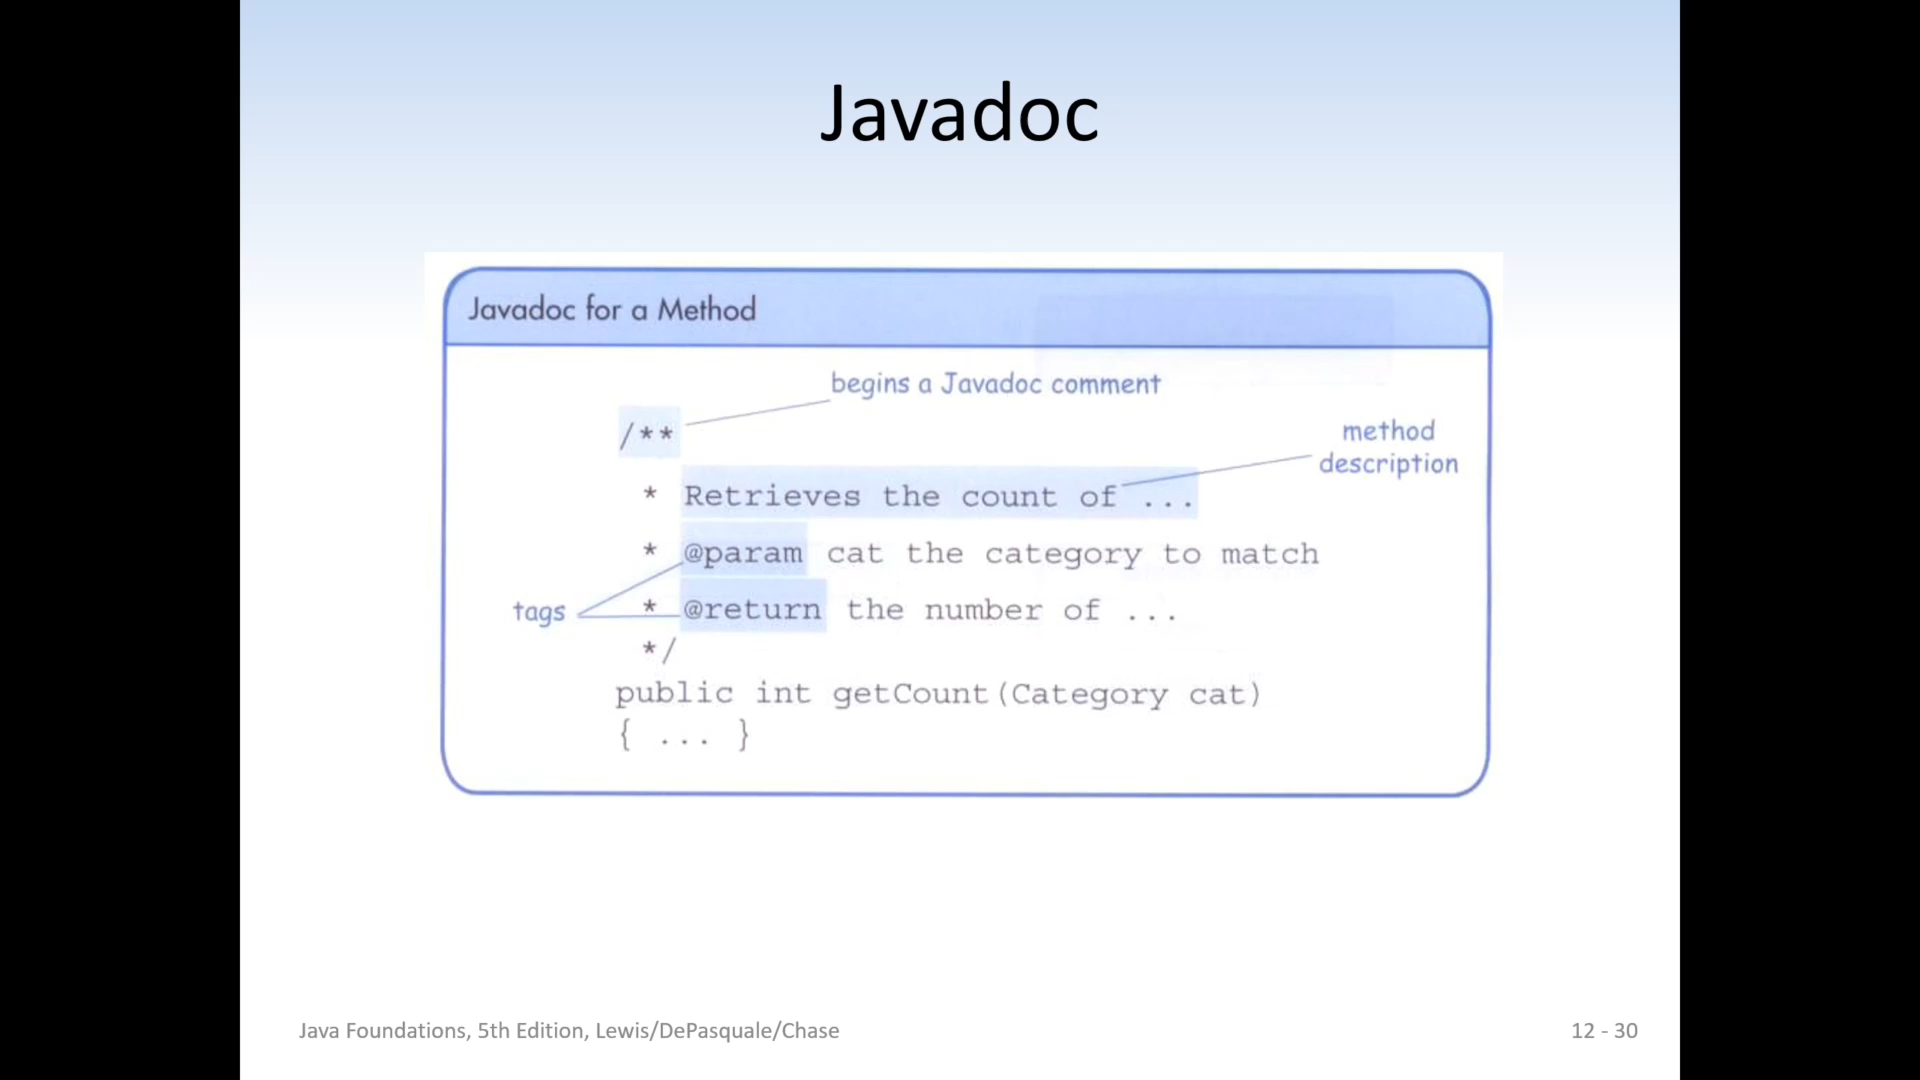 Javadoc
Javadoc for a Method
begins a Javadoc comment
/**
method
description
* Retrieves the count of ...
* @param cat the category to match
tags
* @return the number of ...
*/
public int getCount(Category cat)
{ ... }
Java Foundations, 5th Edition, Lewis/DePasquale/Chase
12 - 30